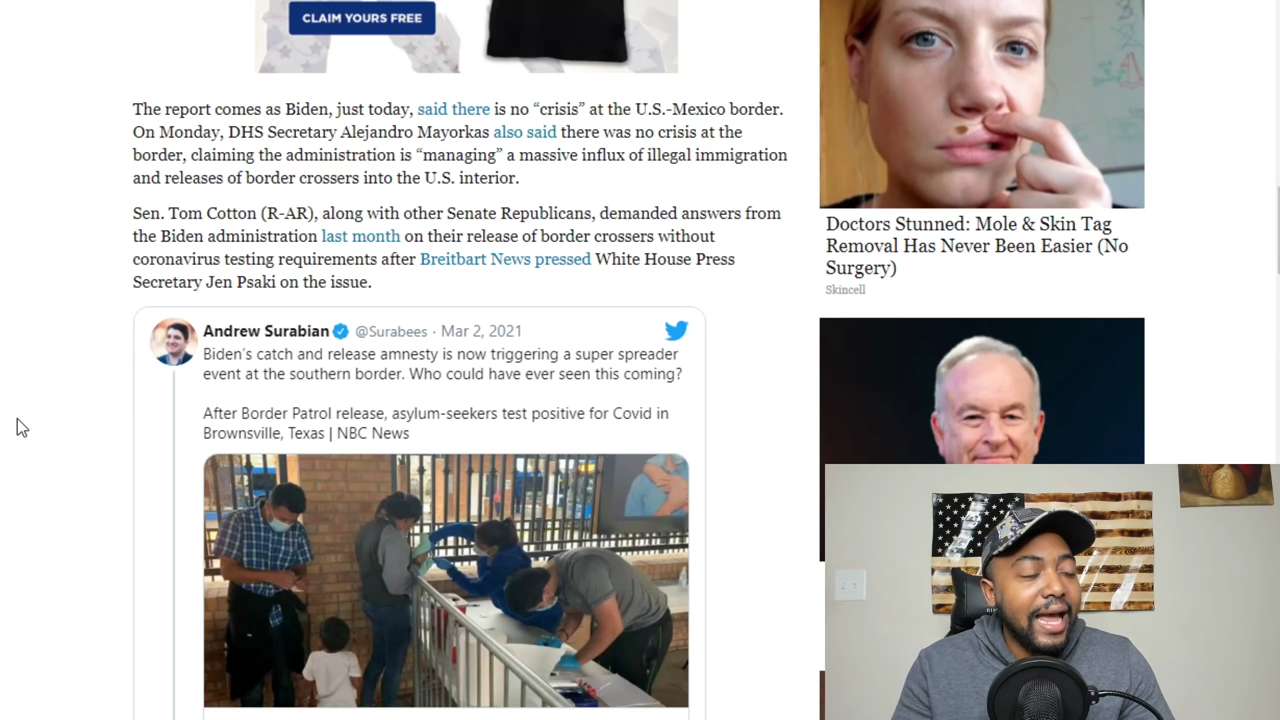 CLAIM YOURS FREE
The report comes as Biden, just today, said there is no “crisis” at the U.S.-Mexico border.
On Monday, DHS Secretary Alejandro Mayorkas also said there was no crisis at the
border, claiming the administration is “managing” a massive influx of illegal immigration
and releases of border crossers into the U.S. interior.
Sen. Tom Cotton (R-AR), along with other Senate Republicans, demanded answers from
the Biden administration last month on their release of border crossers without
coronavirus testing requirements after Breitbart News pressed White House Press
Secretary Jen Psaki on the issue.
Andrew Surabian @Surabees · Mar 2, 2021
Biden's catch and release amnesty is now triggering a super spreader
event at the southern border. Who could have ever seen this coming?
After Border Patrol release, asylum-seekers test positive for Covid in
Brownsville, Texas | NBC News
Doctors Stunned: Mole & Skin Tag
Removal Has Never Been Easier (No
Surgery)
Skincell